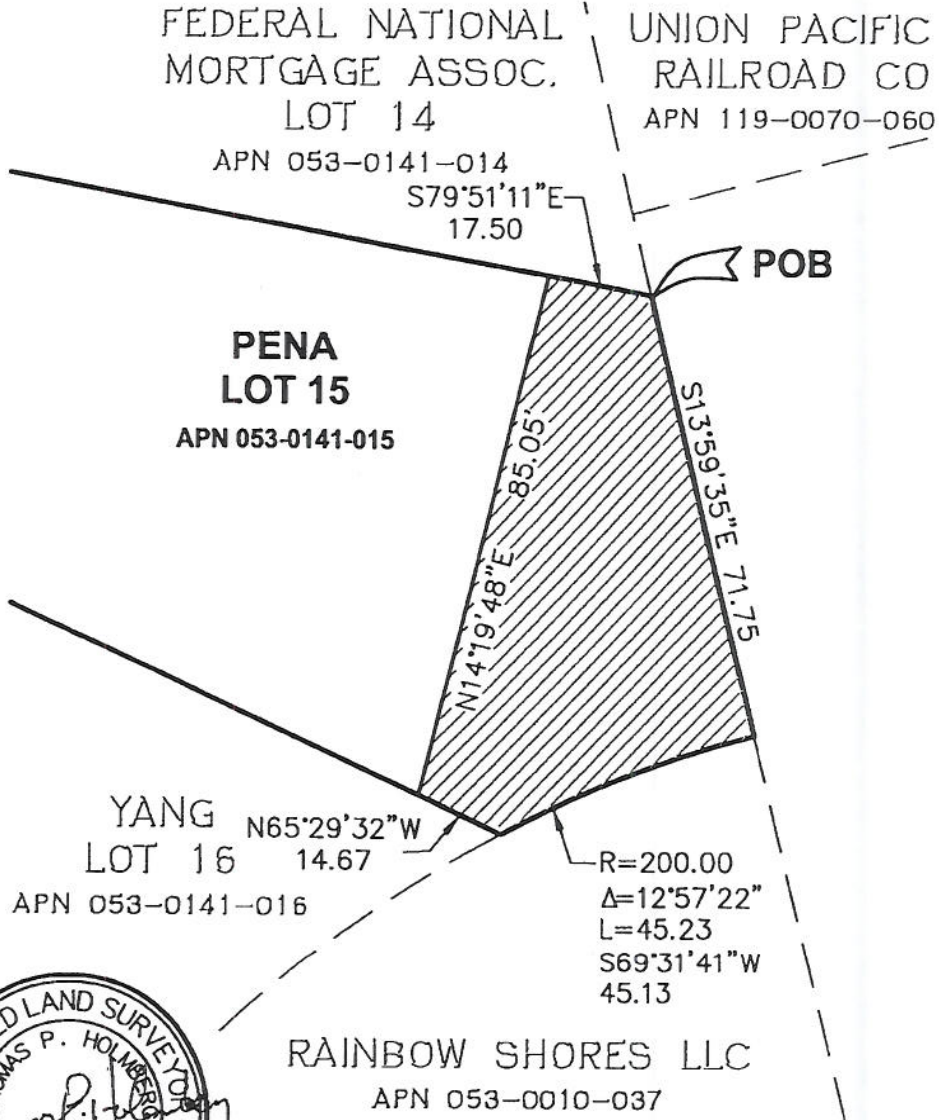 FEDERAL NATIONAL
MORTGAGE ASSOC.
LOT 14
APN 053-0141-014
UNION PACIFIC
RAILROAD CO
APN 119-0070-060
S79°51'11"E
17.50
POB
PENA
LOT 15
APN 053-0141-015
N14°19'48"E 85.05'
S13°59'35"E 71.75
YANG
LOT 16
APN 053-0141-016
N65°29'32"W
14.67
R=200.00
Δ=12°57'22"
L=45.23
S69°31'41"W
45.13
RAINBOW SHORES LLC
APN 053-0010-037
LAND SURVEYOR
P. HOLMBERG